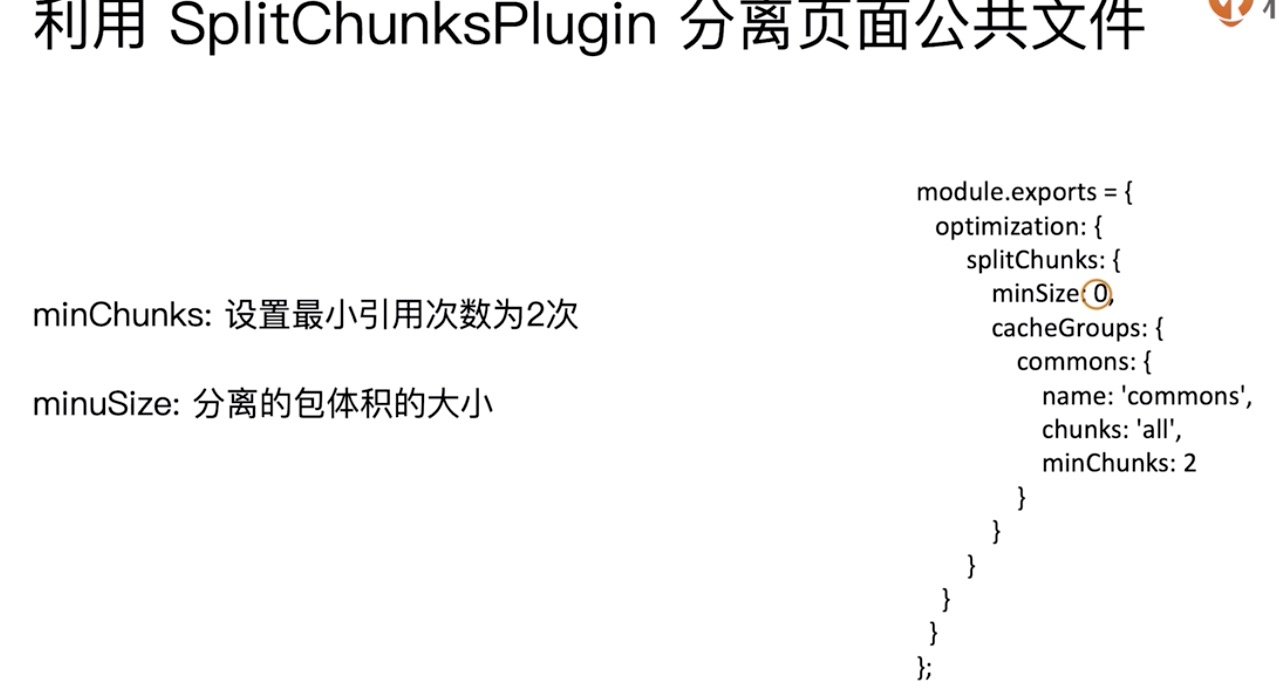 利用 SplitChunksPlugin 分离页面公共文件
minChunks: 设置最小引用次数为2次
minuSize: 分离的包体积的大小
module.exports = {
optimization: {
splitChunks: {
minSize: 0,
cacheGroups: {
commons: {
name: 'commons',
chunks: 'all',
minChunks: 2
}
}
}
}
}
};